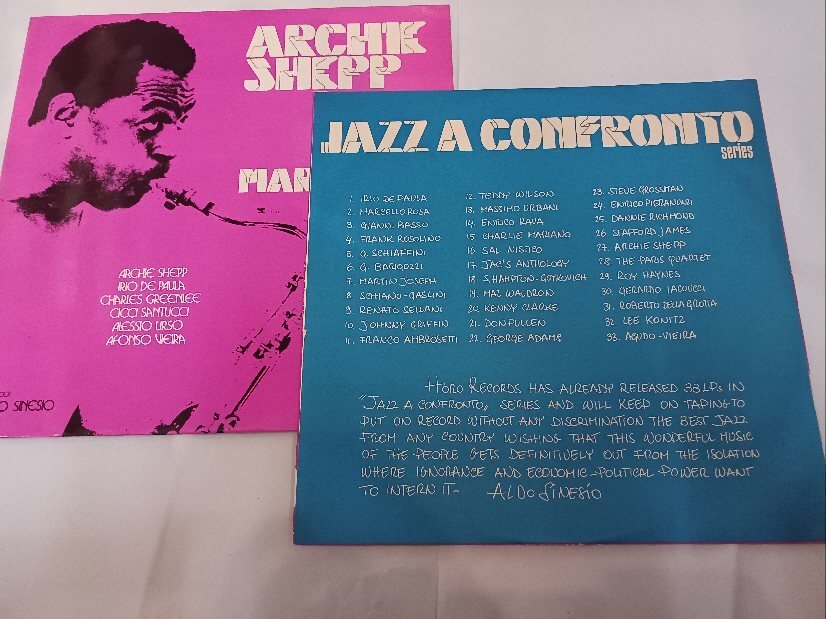 ARCHIE
SHEPP
MAR
ARCHIE SHEPP
IRIO DE PAULA
CHARLES GREENLEE
CICCI SANTUCCI
ALESSIO URSO
AFONSO VIEIRA
O SINESIO
JAZZ A CONFRONTO
series
1. IRIO DE PAULA
2. MARCELLO ROSA
3. GIANNI BASSO
4. FRANK ROSOLINO
5. O. SCHIAFFINI
6. G. BARIGOZZI
7. MARTIN JOSEPH
8. SCHIANO-GASLINI
9. RENATO SELLANI
10. JOHNNY GRIFFIN
11. FRANCO AMBROSETTI
12. TEDDY WILSON
13. MASSIMO URBANI
14. ENRICO RAVA
15. CHARLIE MARIANO
16. SAL NISTICO
17. JAC'S ANTHOLOGY
18. S.HAMPTON-GOYKOVICH
19. MAL WALDRON
20. KENNY CLARKE
21. DON PULLEN
22. GEORGE ADAMS
23. STEVE GROSSMAN
24. ENRICO PIERANUNZI
25. DANNIE RICHMOND
26. STAFFORD JAMES
27. ARCHIE SHEPP
28. THE PARIS QUARTET
29. ROY HAYNES
30. GERARDO IACOUCCI
31. ROBERTO DELLA GROTTA
32. LEE KONITZ
33. AGUDO-VIEIRA
HORO RECORDS HAS ALREADY RELEASED 33 LPs IN
"JAZZ A CONFRONTO" SERIES AND WILL KEEP ON TAPING TO
PUT ON RECORD WITHOUT ANY DISCRIMINATION THE BEST JAZZ
FROM ANY COUNTRY WISHING THAT THIS WONDERFUL MUSIC
OF THE PEOPLE GETS DEFINITIVELY OUT FROM THE ISOLATION
WHERE IGNORANCE AND ECONOMIC-POLITICAL POWER WANT
TO INTERN IT- ALDO SINESIO